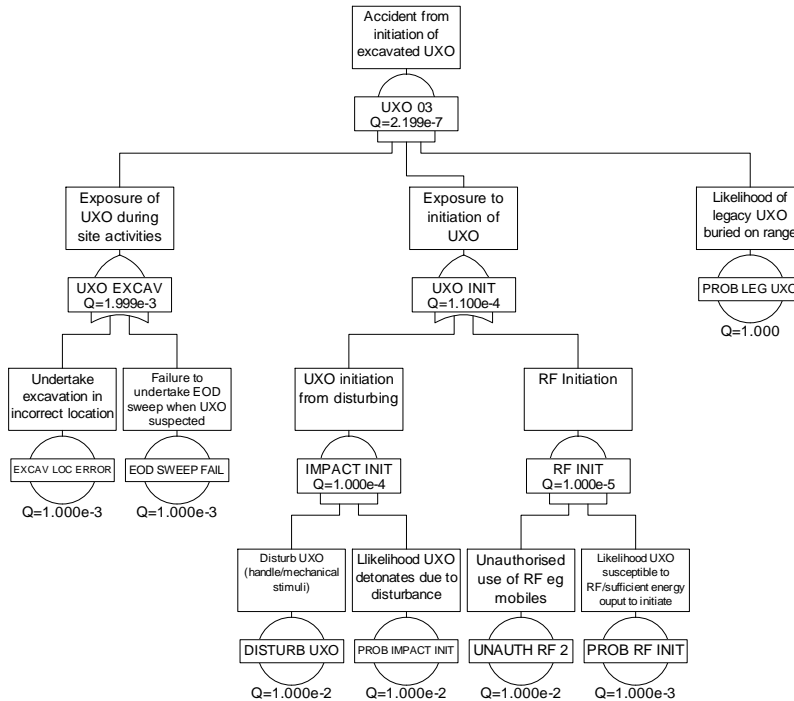 Accident from
initiation of
excavated UXO
UXO 03
Q=2.199e-7
Exposure of
UXO during
site activities
UXO EXCAV
Q=1.999e-3
Exposure to
initiation of
UXO
UXO INIT
Q=1.100e-4
Likelihood of
legacy UXO
buried on range
PROB LEG UXO
Q=1.000
Undertake
excavation in
incorrect location
EXCAV LOC ERROR
Q=1.000e-3
Failure to
undertake EOD
sweep when UXO
suspected
EOD SWEEP FAIL
Q=1.000e-3
UXO initiation
from disturbing
IMPACT INIT
Q=1.000e-4
RF Initiation
RF INIT
Q=1.000e-5
Disturb UXO
(handle/mechanical
stimuli)
DISTURB UXO
Q=1.000e-2
Llikelihood UXO
detonates due to
disturbance
PROB IMPACT INIT
Q=1.000e-2
Unauthorised
use of RF eg
mobiles
UNAUTH RF 2
Q=1.000e-2
Likelihood UXO
susceptible to
RF/sufficient energy
ouput to initiate
PROB RF INIT
Q=1.000e-3